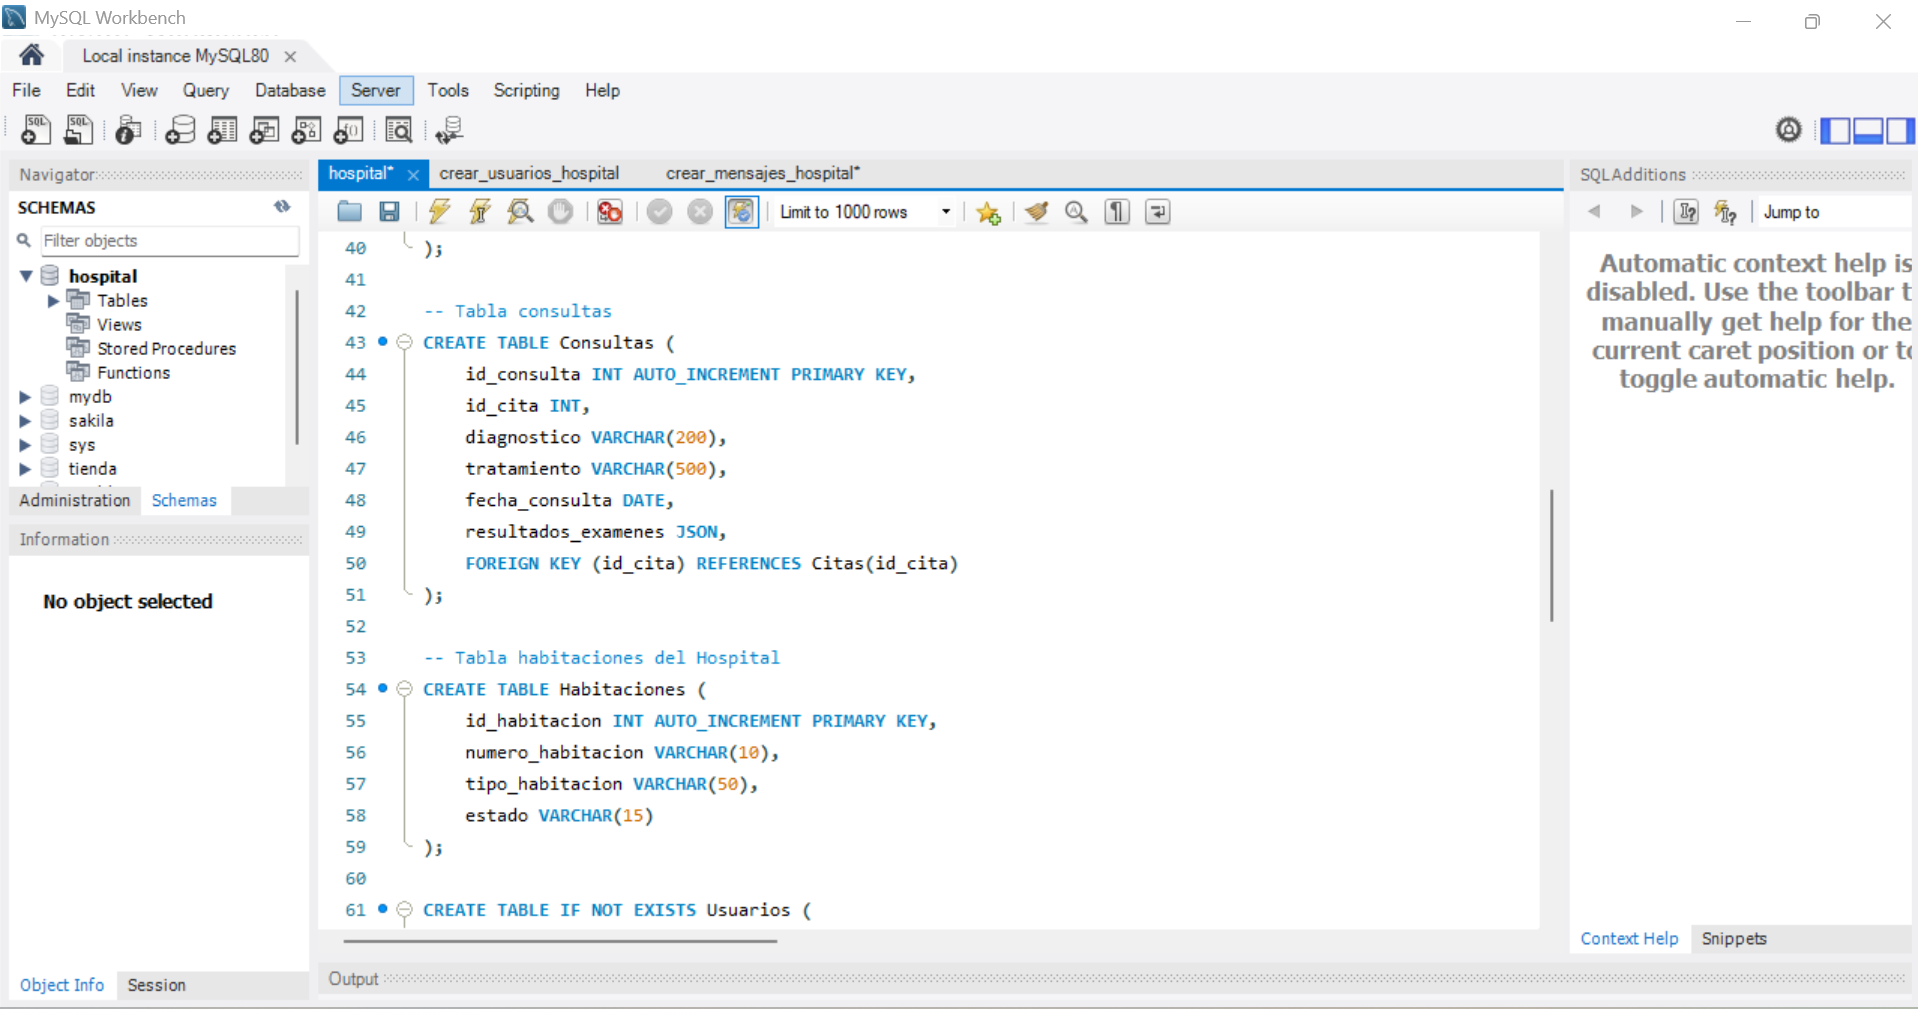 MySQL Workbench
Local instance MySQL80
File Edit View Query Database Server Tools Scripting Help
Navigator
SCHEMAS
Filter objects
hospital
Tables
Views
Stored Procedures
Functions
mydb
sakila
sys
tienda
Administration Schemas
Information
No object selected
Object Info Session
hospital* crear_usuarios_hospital crear_mensajes_hospital*
Limit to 1000 rows
40 );
41
42 -- Tabla consultas
43 CREATE TABLE Consultas (
44 id_consulta INT AUTO_INCREMENT PRIMARY KEY,
45 id_cita INT,
46 diagnostico VARCHAR(200),
47 tratamiento VARCHAR(500),
48 fecha_consulta DATE,
49 resultados_examenes JSON,
50 FOREIGN KEY (id_cita) REFERENCES Citas(id_cita)
51 );
52
53 -- Tabla habitaciones del Hospital
54 CREATE TABLE Habitaciones (
55 id_habitacion INT AUTO_INCREMENT PRIMARY KEY,
56 numero_habitacion VARCHAR(10),
57 tipo_habitacion VARCHAR(50),
58 estado VARCHAR(15)
59 );
60
61 CREATE TABLE IF NOT EXISTS Usuarios (
Output
SQLAdditions
Jump to
Automatic context help is
disabled. Use the toolbar t
manually get help for the
current caret position or to
toggle automatic help.
Context Help Snippets